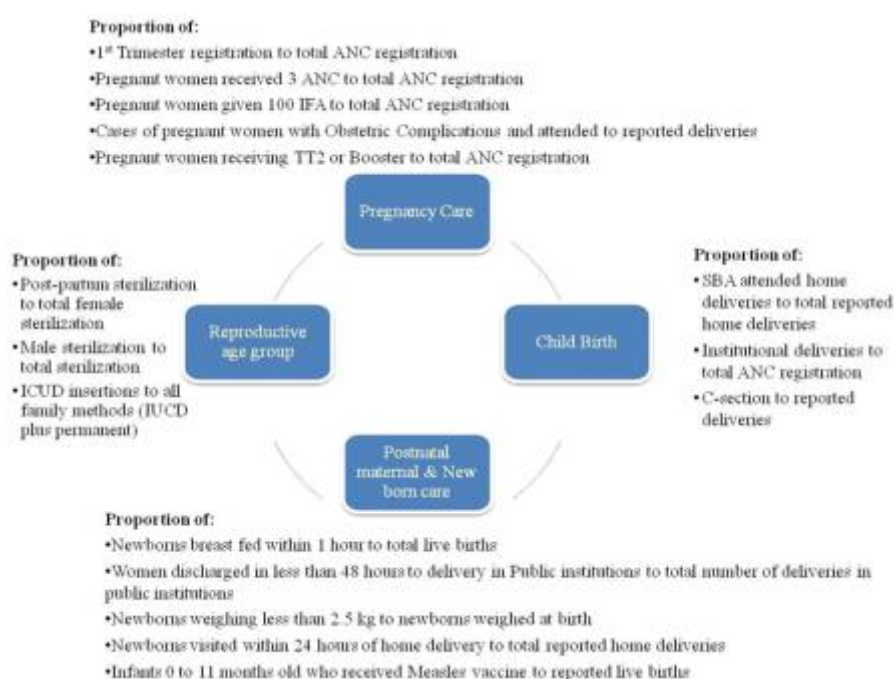 Proportion of:
•1st Trimester registration to total ANC registration
•Pregnant women received 3 ANC to total ANC registration
•Pregnant women given 100 IFA to total ANC registration
•Cases of pregnant women with Obstetric Complications and attended to reported deliveries
•Pregnant women receiving TT2 or Booster to total ANC registration
Pregnancy Care
Proportion of:
•Post-partum sterilization
to total female
sterilization
•Male sterilization to
total sterilization
•ICUD insertions to all
family methods (IUCD
plus permanent)
Reproductive
age group
Child Birth
Proportion of:
•SBA attended home
deliveries to total reported
home deliveries
•Institutional deliveries to
total ANC registration
•C-section to reported
deliveries
Postnatal
maternal & New
born care
Proportion of:
•Newborns breast fed within 1 hour to total live births
•Women discharged in less than 48 hours to delivery in Public institutions to total number of deliveries in
public institutions
•Newborns weighing less than 2.5 kg to newborns weighed at birth
•Newborns visited within 24 hours of home delivery to total reported home deliveries
•Infants 0 to 11 months old who received Measles vaccine to reported live births